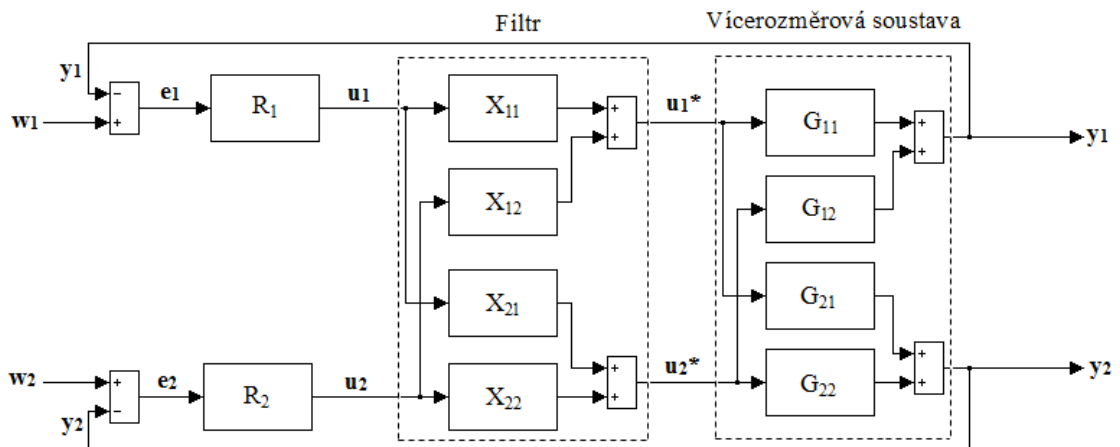 Filtr
Vícerozměrová soustava
y1
−
+
w1
e1
R1
u1
X11
+
+
u1*
G11
+
+
y1
X12
G12
X21
G21
w2
+
−
y2
e2
R2
u2
X22
+
+
u2*
G22
+
+
y2